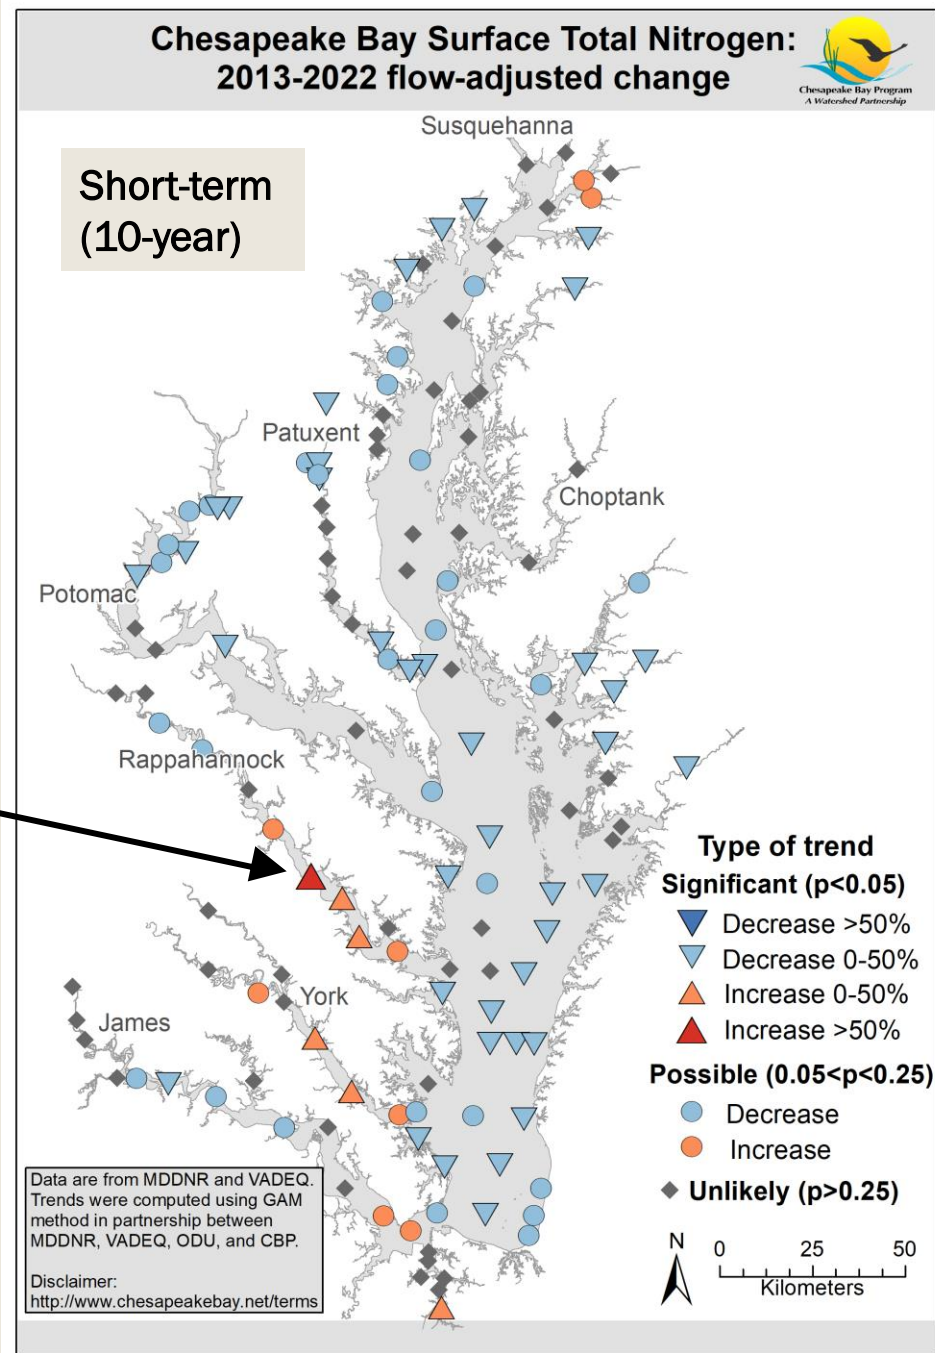 Chesapeake Bay Surface Total Nitrogen:
2013-2022 flow-adjusted change
Chesapeake Bay Program
A Watershed Partnership
Susquehanna
Short-term
(10-year)
Patuxent
Choptank
Potomac
Rappahannock
York
James
Type of trend
Significant (p<0.05)
Decrease >50%
Decrease 0-50%
Increase 0-50%
Increase >50%
Possible (0.05<p<0.25)
Decrease
Increase
Unlikely (p>0.25)
Data are from MDDNR and VADEQ.
Trends were computed using GAM
method in partnership between
MDDNR, VADEQ, ODU, and CBP.
Disclaimer:
http://www.chesapeakebay.net/terms
N
0 25 50
Kilometers